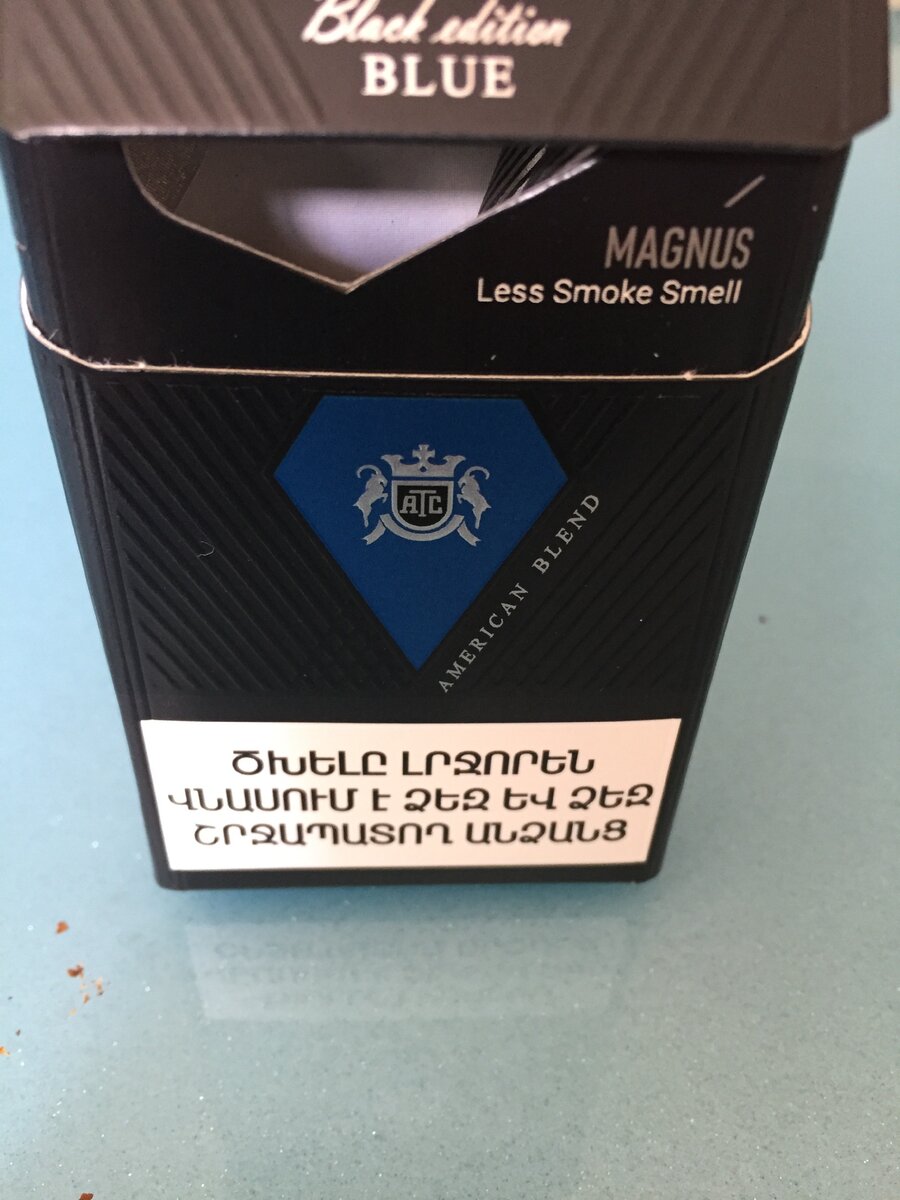 Black edition
BLUE
MAGNUS
Less Smoke Smell
ATC
AMERICAN BLEND
ԾԽԵԼԸ ԼՐՋՈՐԵՆ
ՎՆԱՍՈՒՄ Է ՁԵԶ ԵՎ ՁԵԶ
ՇՐՋԱՊԱՏՈՂ ԱՆՁԱՆՑ